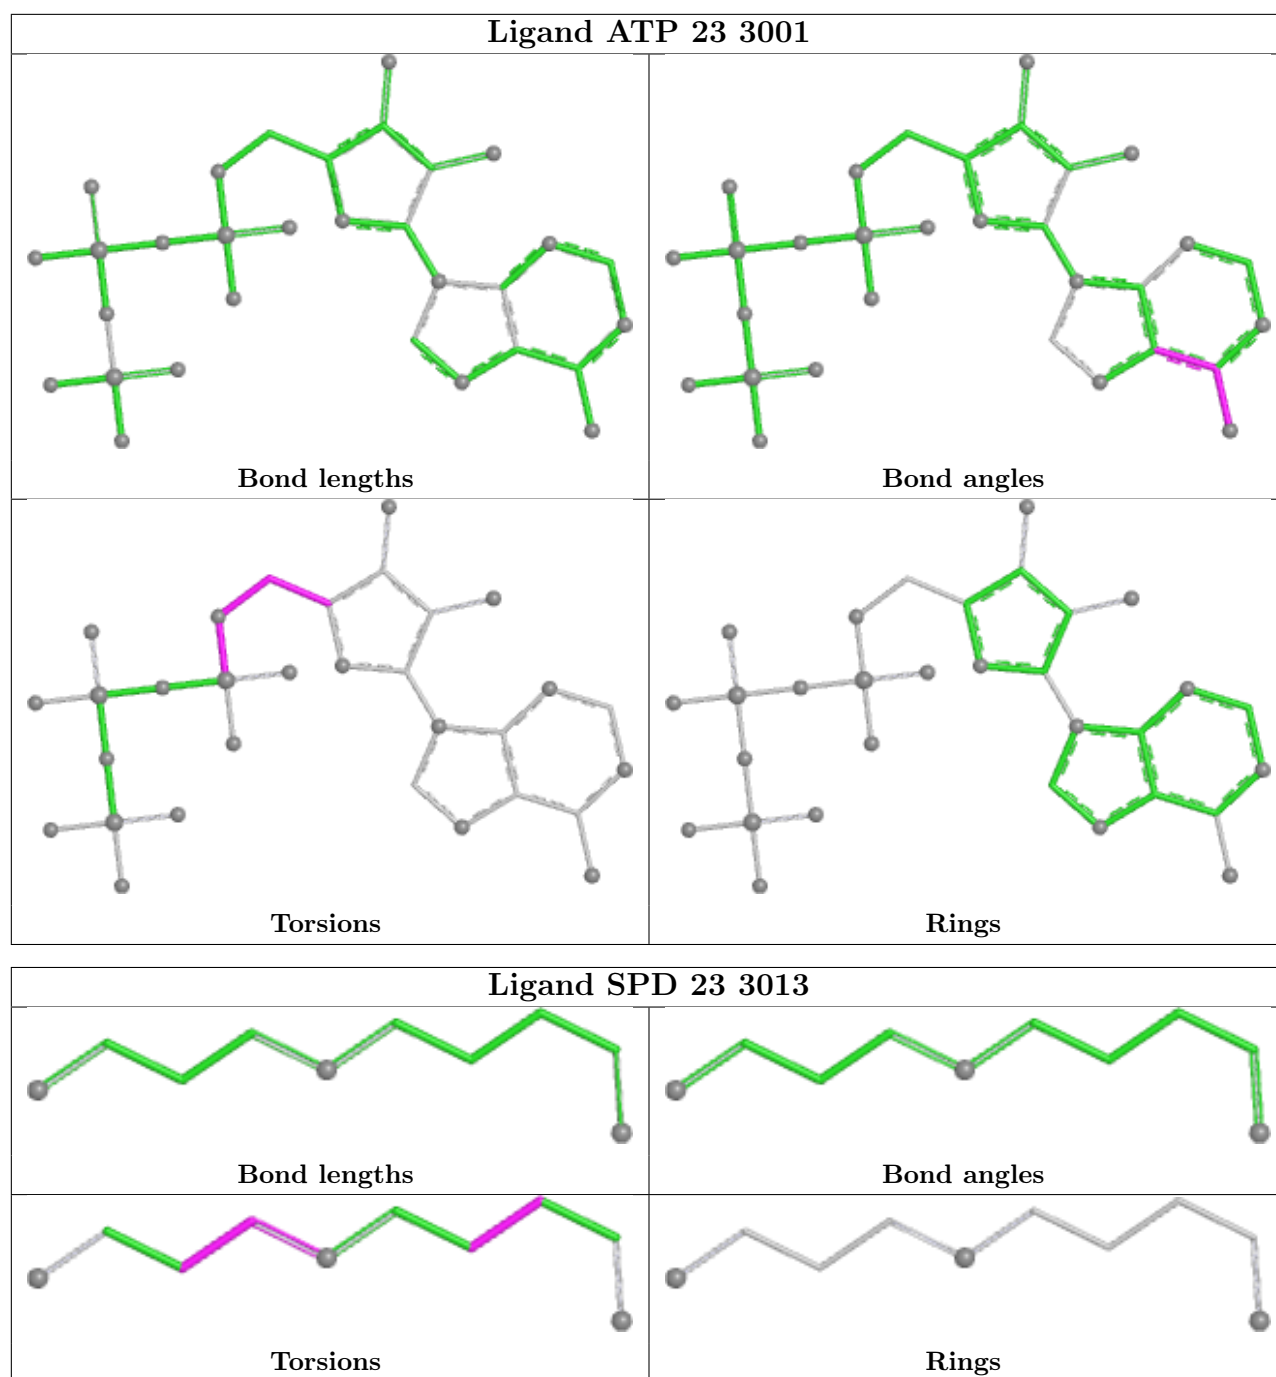 Ligand ATP 23 3001
Bond lengths
Bond angles
Torsions
Rings
Ligand SPD 23 3013
Bond lengths
Bond angles
Torsions
Rings